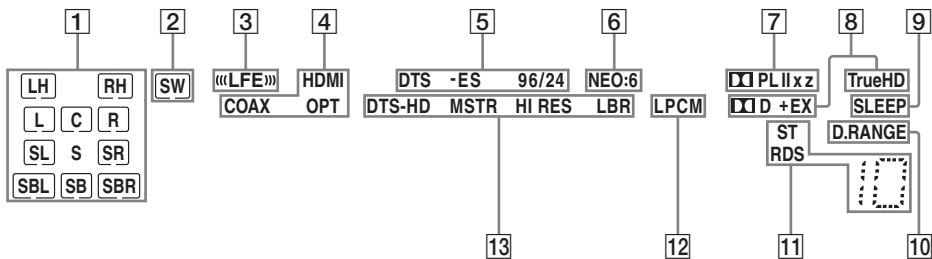 1 2 3 4 5 6 7 8 9
LH RH SW LFE HDMI DTS -ES 96/24 NEO:6 PL II x z TrueHD
L C R COAX OPT DTS-HD MSTR HI RES LBR LPCM D +EX SLEEP
SL S SR ST D.RANGE
RDS
SBL SB SBR 10
13 12 11 10